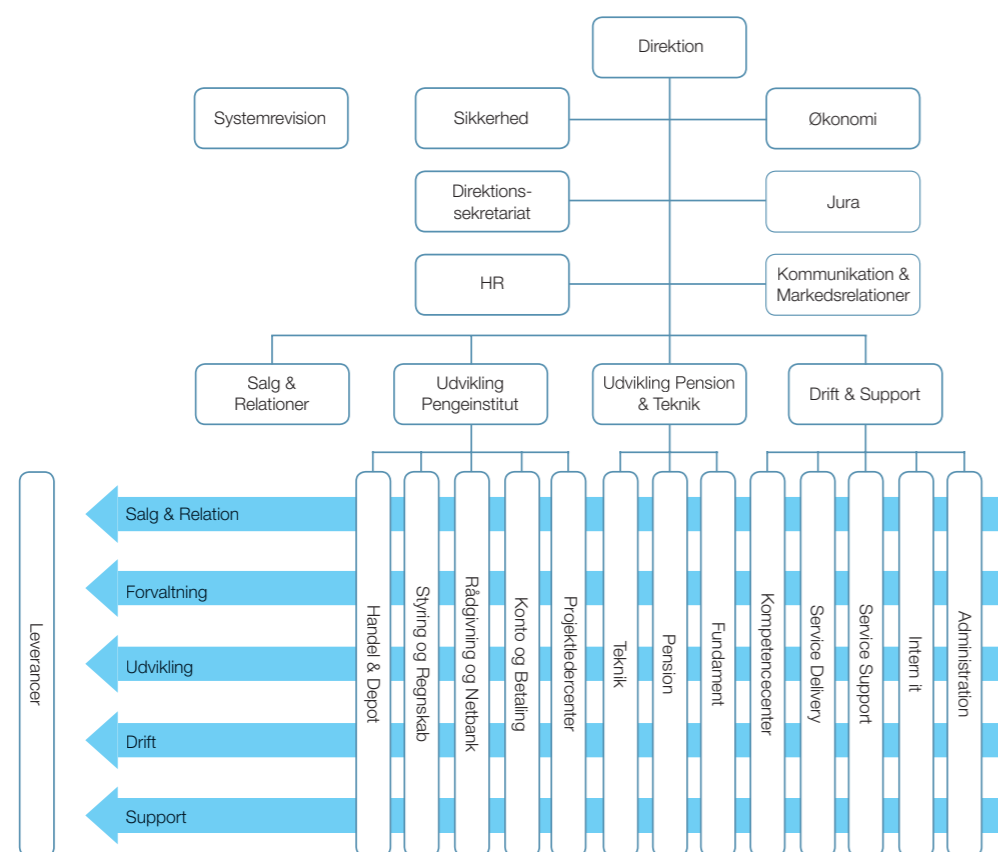 Direktion
Systemrevision
Sikkerhed
Økonomi
Direktions-
sekretariat
Jura
HR
Kommunikation &
Markedsrelationer
Salg &
Relationer
Udvikling
Pengeinstitut
Udvikling Pension
& Teknik
Drift & Support
Leverancer
Salg & Relation
Forvaltning
Udvikling
Drift
Support
Handel & Depot
Styring og Regnskab
Rådgivning og Netbank
Konto og Betaling
Projektledercenter
Teknik
Pension
Fundament
Kompetencecenter
Service Delivery
Service Support
Intern it
Administration